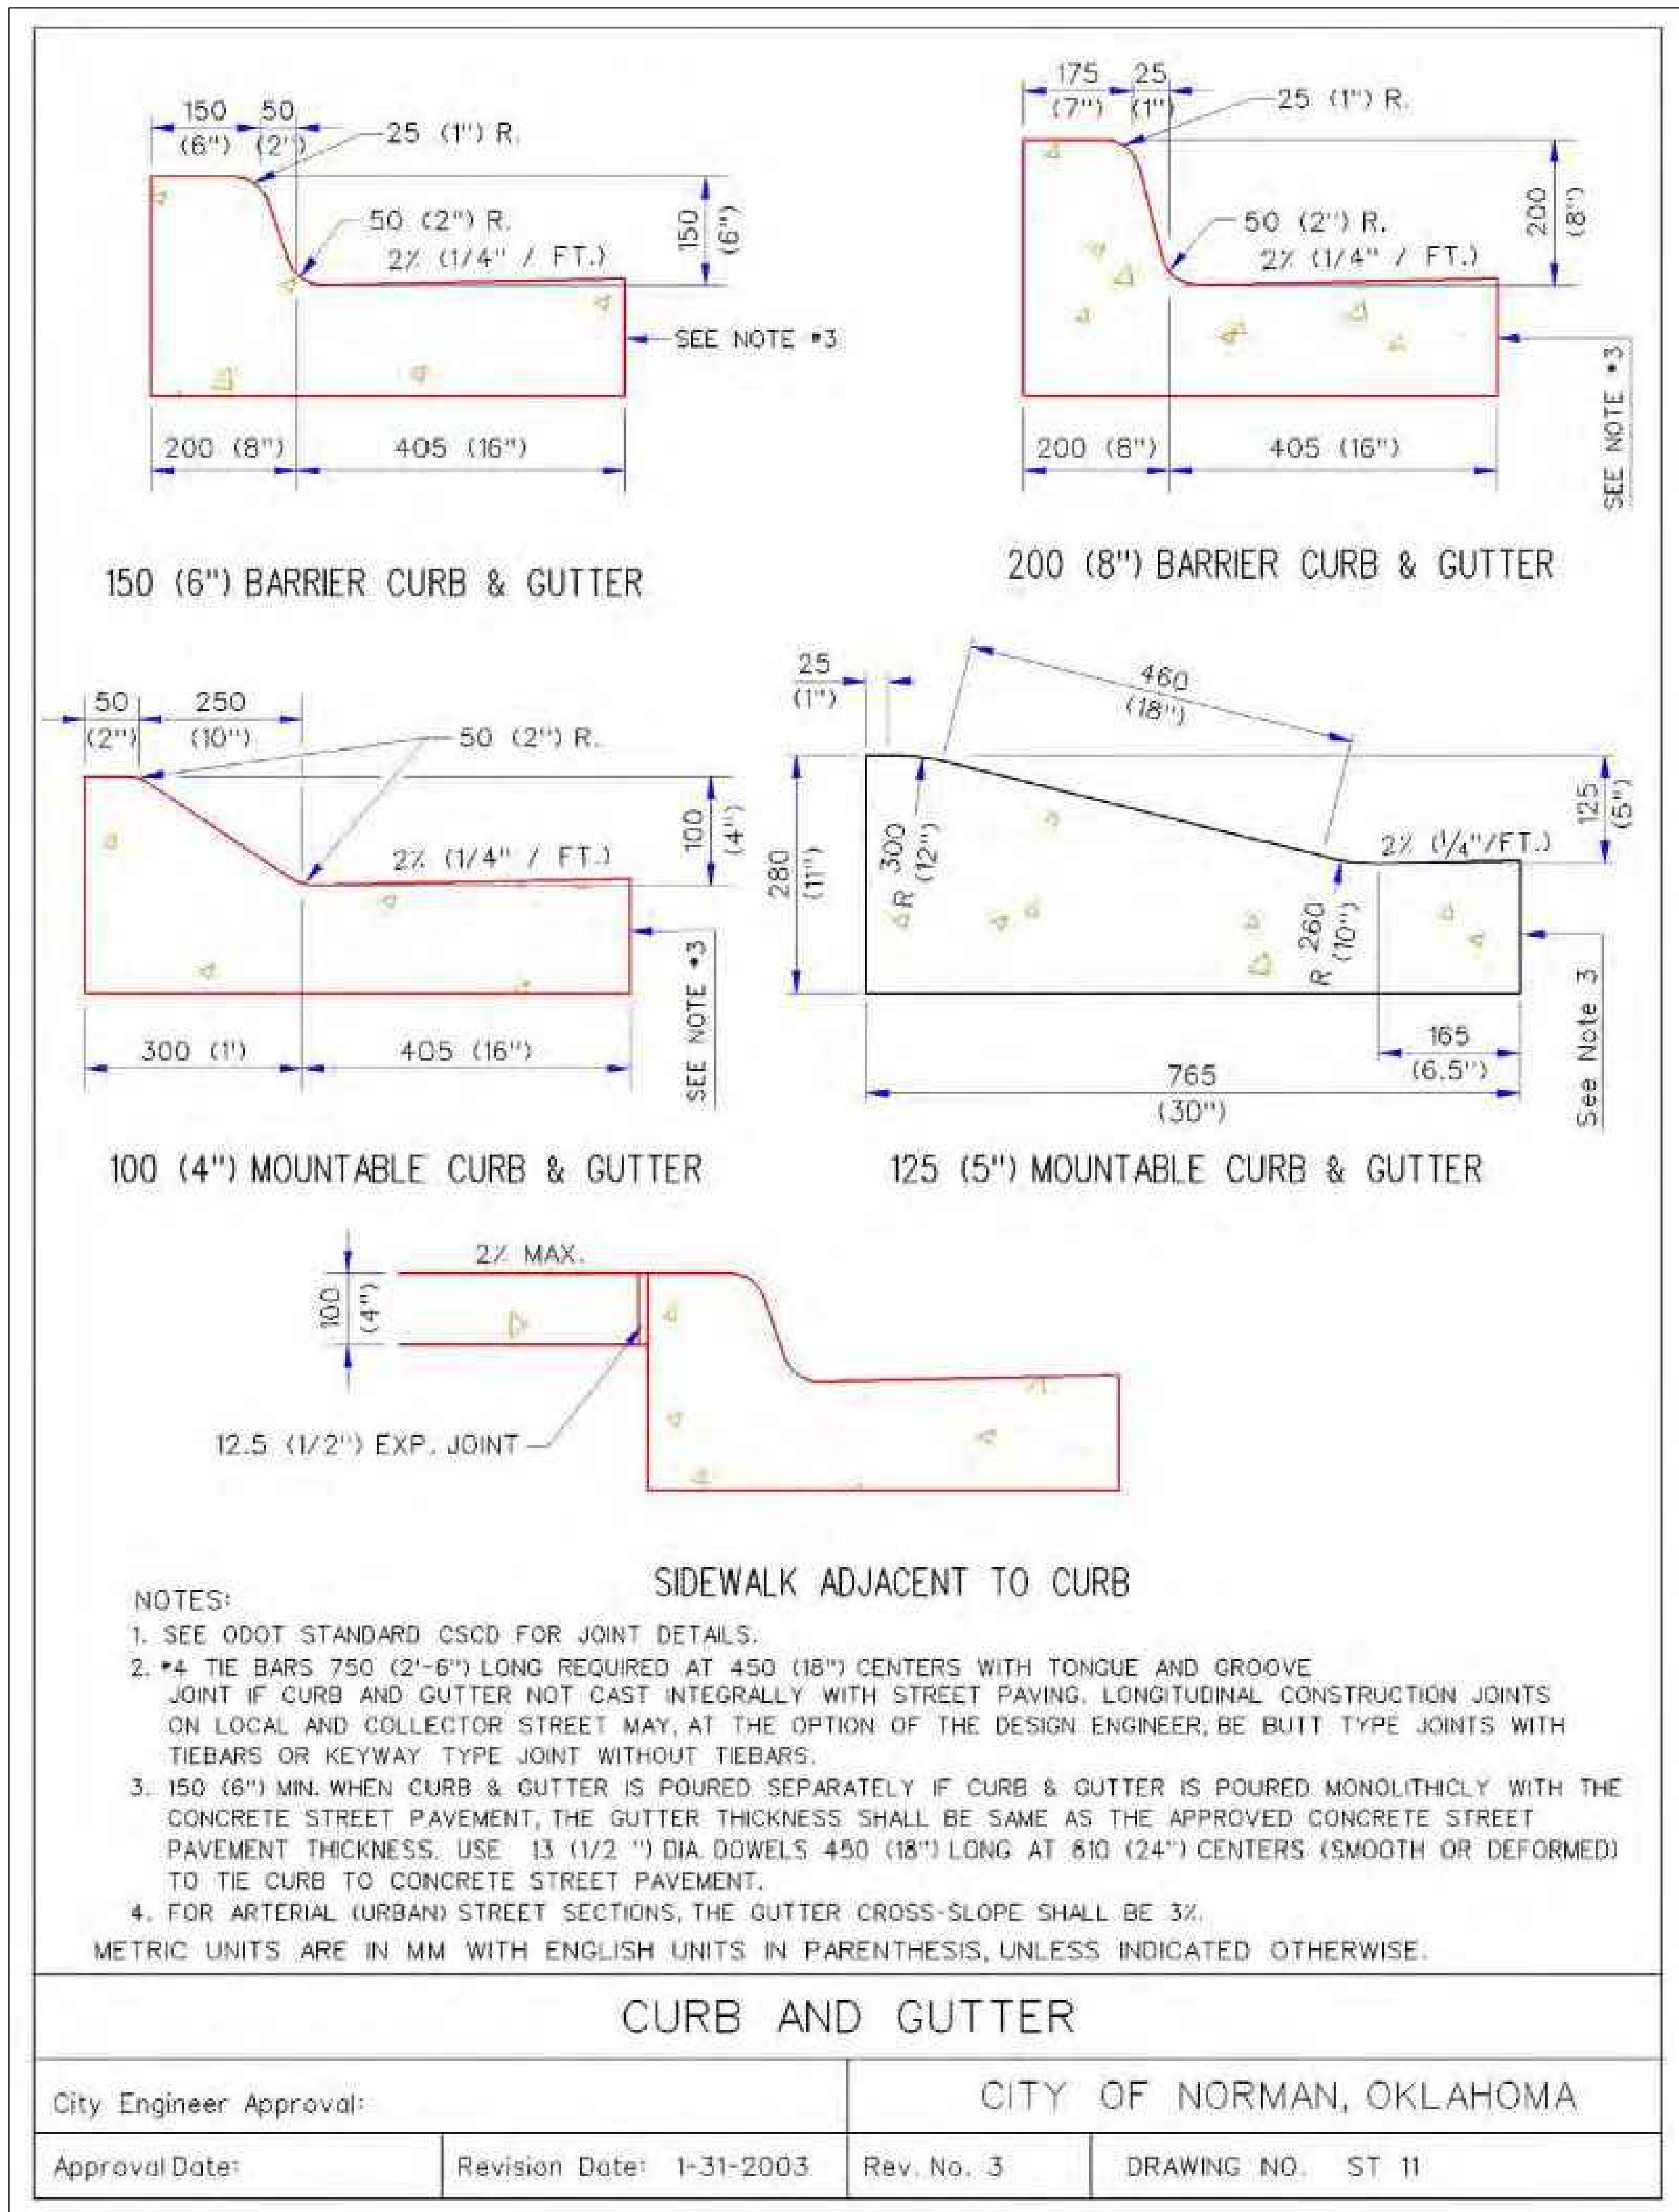 150 50
(6") (2")
25 (1") R.
50 (2") R.
2% (1/4" / FT.)
150
(6")
SEE NOTE #3
200 (8") 405 (16")
150 (6") BARRIER CURB & GUTTER
175 25
(7") (1")
25 (1") R.
50 (2") R.
2% (1/4" / FT.)
200
(8")
SEE NOTE #3
200 (8") 405 (16")
200 (8") BARRIER CURB & GUTTER
50 250
(2") (10")
50 (2") R.
2% (1/4" / FT.)
100
(4")
SEE NOTE #3
300 (1') 405 (16")
100 (4") MOUNTABLE CURB & GUTTER
25
(1")
460
(18")
280
(11")
R 300
(12")
R 260
(10")
2% (1/4"/FT.)
125
(5")
165
(6.5")
765
(30")
See Note 3
125 (5") MOUNTABLE CURB & GUTTER
2% MAX.
100
(4")
12.5 (1/2") EXP. JOINT
SIDEWALK ADJACENT TO CURB
NOTES:
1. SEE ODOT STANDARD CSCD FOR JOINT DETAILS.
2. #4 TIE BARS 750 (2'-6") LONG REQUIRED AT 450 (18") CENTERS WITH TONGUE AND GROOVE
JOINT IF CURB AND GUTTER NOT CAST INTEGRALLY WITH STREET PAVING. LONGITUDINAL CONSTRUCTION JOINTS
ON LOCAL AND COLLECTOR STREET MAY, AT THE OPTION OF THE DESIGN ENGINEER, BE BUTT TYPE JOINTS WITH
TIEBARS OR KEYWAY TYPE JOINT WITHOUT TIEBARS.
3. 150 (6") MIN. WHEN CURB & GUTTER IS POURED SEPARATELY IF CURB & GUTTER IS POURED MONOLITHICLY WITH THE
CONCRETE STREET PAVEMENT, THE GUTTER THICKNESS SHALL BE SAME AS THE APPROVED CONCRETE STREET
PAVEMENT THICKNESS. USE 13 (1/2 ") DIA. DOWELS 450 (18") LONG AT 810 (24") CENTERS (SMOOTH OR DEFORMED)
TO TIE CURB TO CONCRETE STREET PAVEMENT.
4. FOR ARTERIAL (URBAN) STREET SECTIONS, THE GUTTER CROSS-SLOPE SHALL BE 3%.
METRIC UNITS ARE IN MM WITH ENGLISH UNITS IN PARENTHESIS, UNLESS INDICATED OTHERWISE.
CURB AND GUTTER
City Engineer Approval:
CITY OF NORMAN, OKLAHOMA
Approval Date:
Revision Date: 1-31-2003
Rev. No. 3
DRAWING NO. ST 11